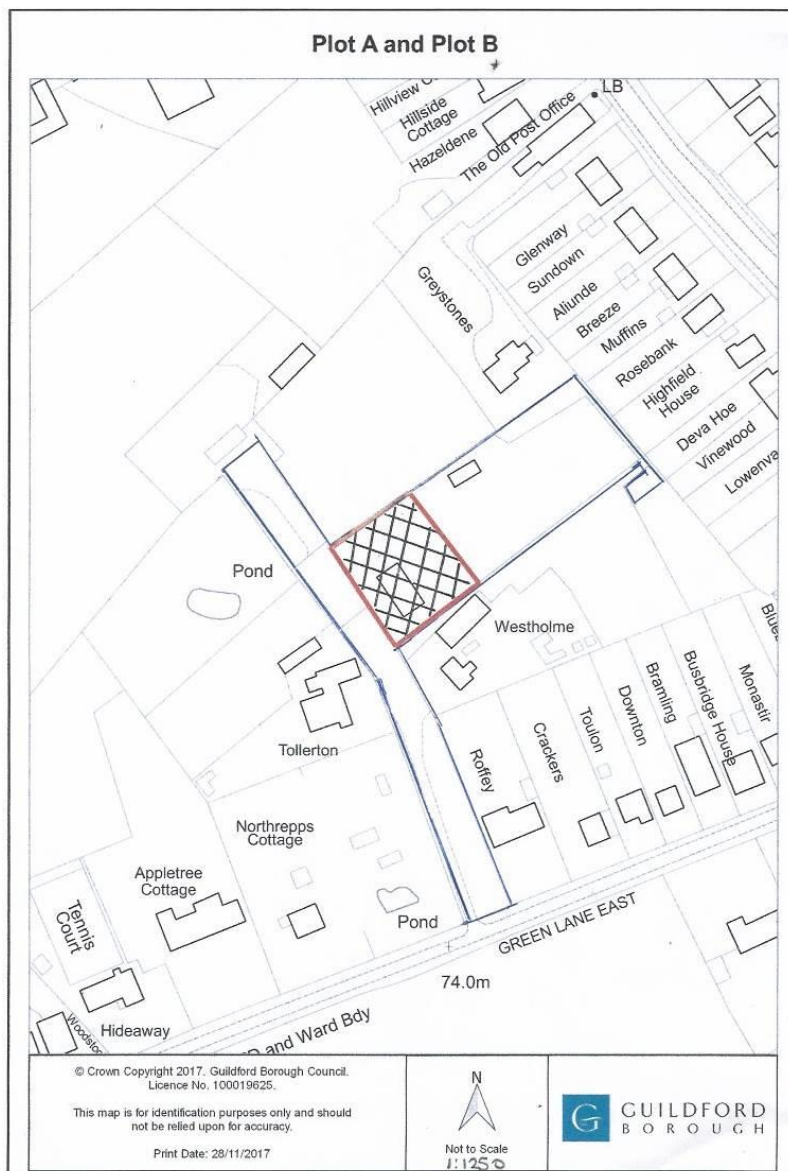 Plot A and Plot B
LB
Hillside
Cottage
Hazeldene
The Old Post Office
Glenway
Sundown
Aliunde
Breeze
Muffins
Rosebank
Highfield
House
Deva Hoe
Vinewood
Greystones
Pond
Westholme
Tollerton
Roffey
Crackers
Toulon
Downton
Bramling
Busbridge House
Monastir
Northrepps
Cottage
Appletree
Cottage
Pond
Tennis
Court
Hideaway
GREEN LANE EAST
74.0m
and Ward Bdy
© Crown Copyright 2017. Guildford Borough Council.
Licence No. 100019625.
This map is for identification purposes only and should
not be relied upon for accuracy.
Print Date: 28/11/2017
N
Not to Scale
1:1250
G
GUILDFORD
BOROUGH